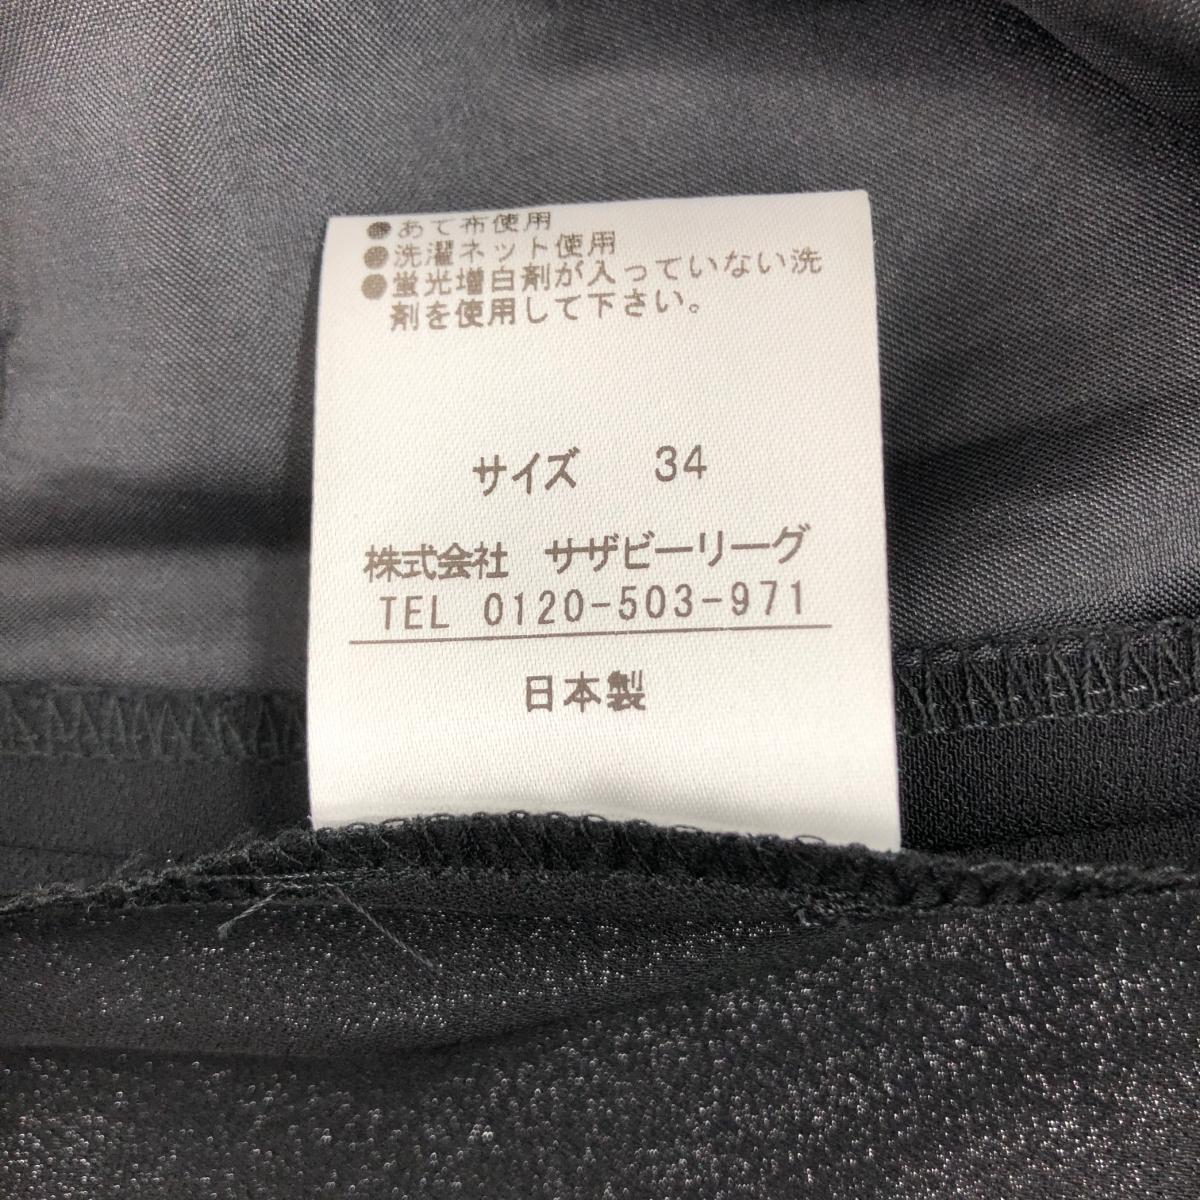 ●あて布使用
●洗濯ネット使用
●蛍光増白剤が入っていない洗
剤を使用して下さい。
サイズ 34
株式会社 サザビーリーグ
TEL 0120-503-971
日本製